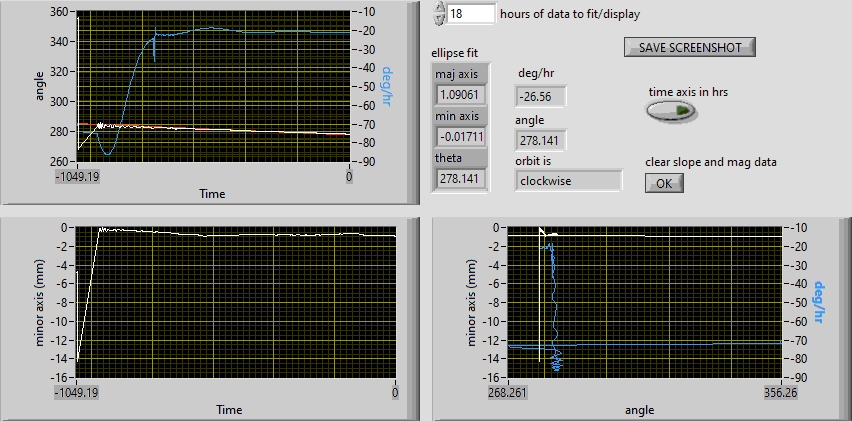 360
340
320
300
280
260
angle
-10
-20
-30
-40
-50
-60
-70
-80
-90
deg/hr
-1049.19
0
Time
18 hours of data to fit/display
SAVE SCREENSHOT
ellipse fit
maj axis
1.09061
min axis
-0.01711
theta
278.141
deg/hr
-26.56
angle
278.141
orbit is
clockwise
time axis in hrs
clear slope and mag data
OK
0
-2
-4
-6
-8
-10
-12
-14
-16
minor axis (mm)
-1049.19
0
Time
0
-2
-4
-6
-8
-10
-12
-14
-16
minor axis (mm)
-10
-20
-30
-40
-50
-60
-70
-80
-90
deg/hr
268.261
356.26
angle